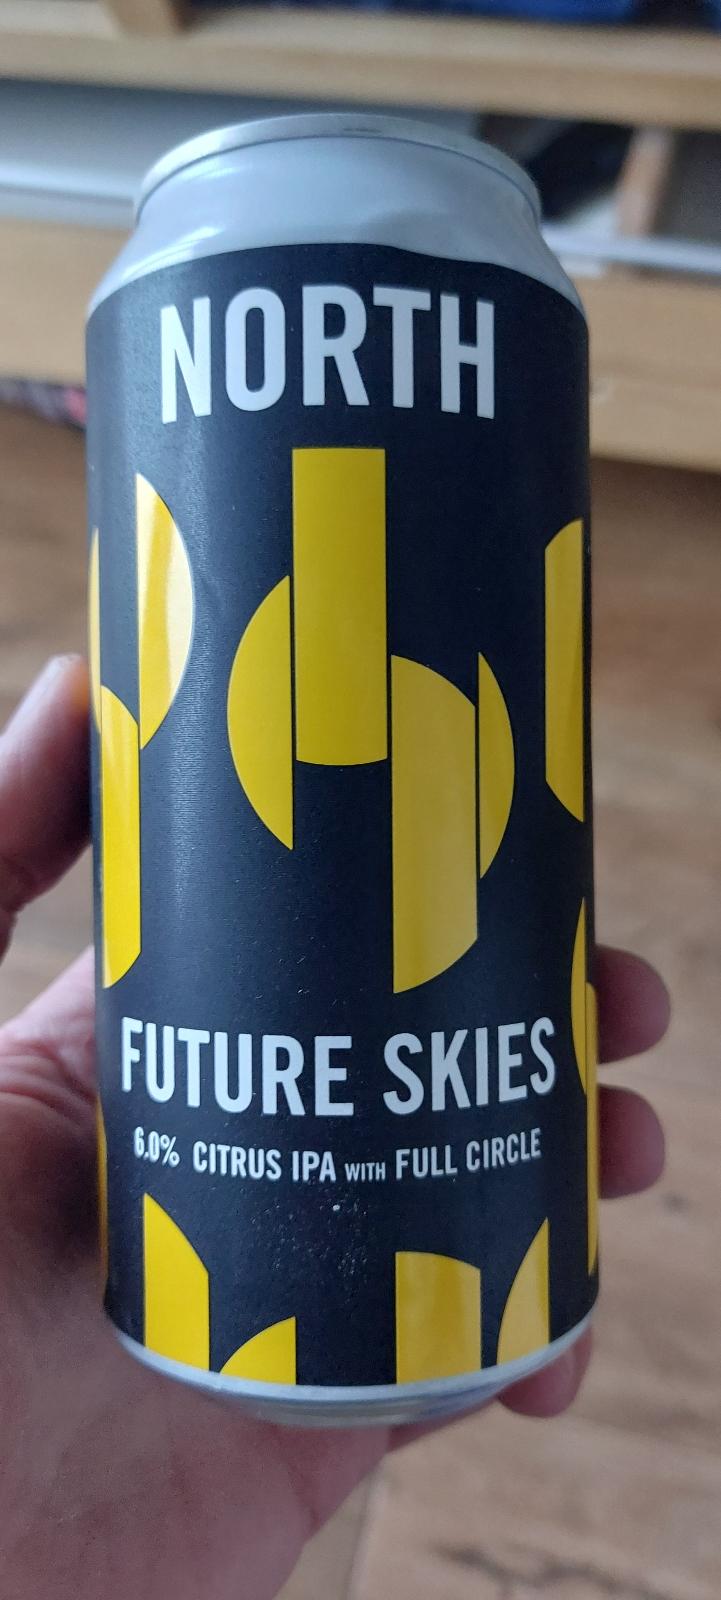 NORTH
FUTURE SKIES
6.0% CITRUS IPA WITH FULL CIRCLE